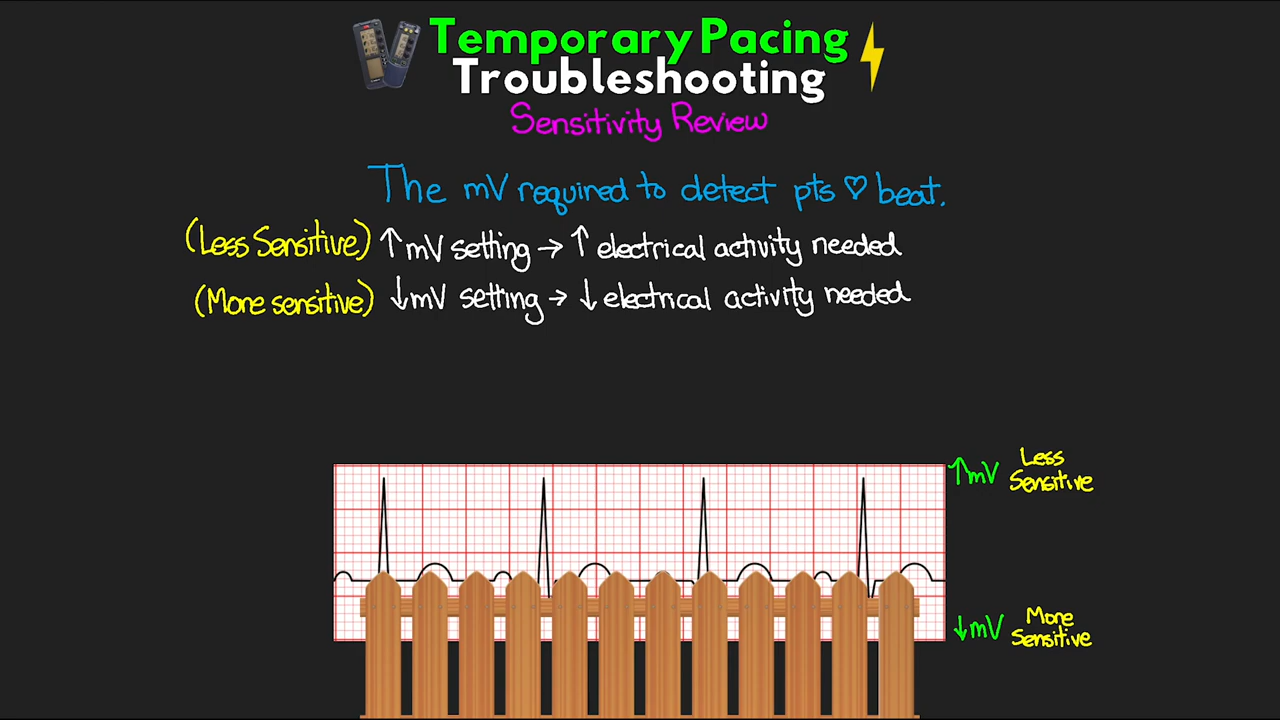 Temporary Pacing
Troubleshooting
Sensitivity Review
The mV required to detect pts ♡ beat.
(Less Sensitive) ↑mV setting → ↑ electrical activity needed
(More sensitive) ↓mV setting → ↓ electrical activity needed
↑mV Less Sensitive
↓mV More Sensitive